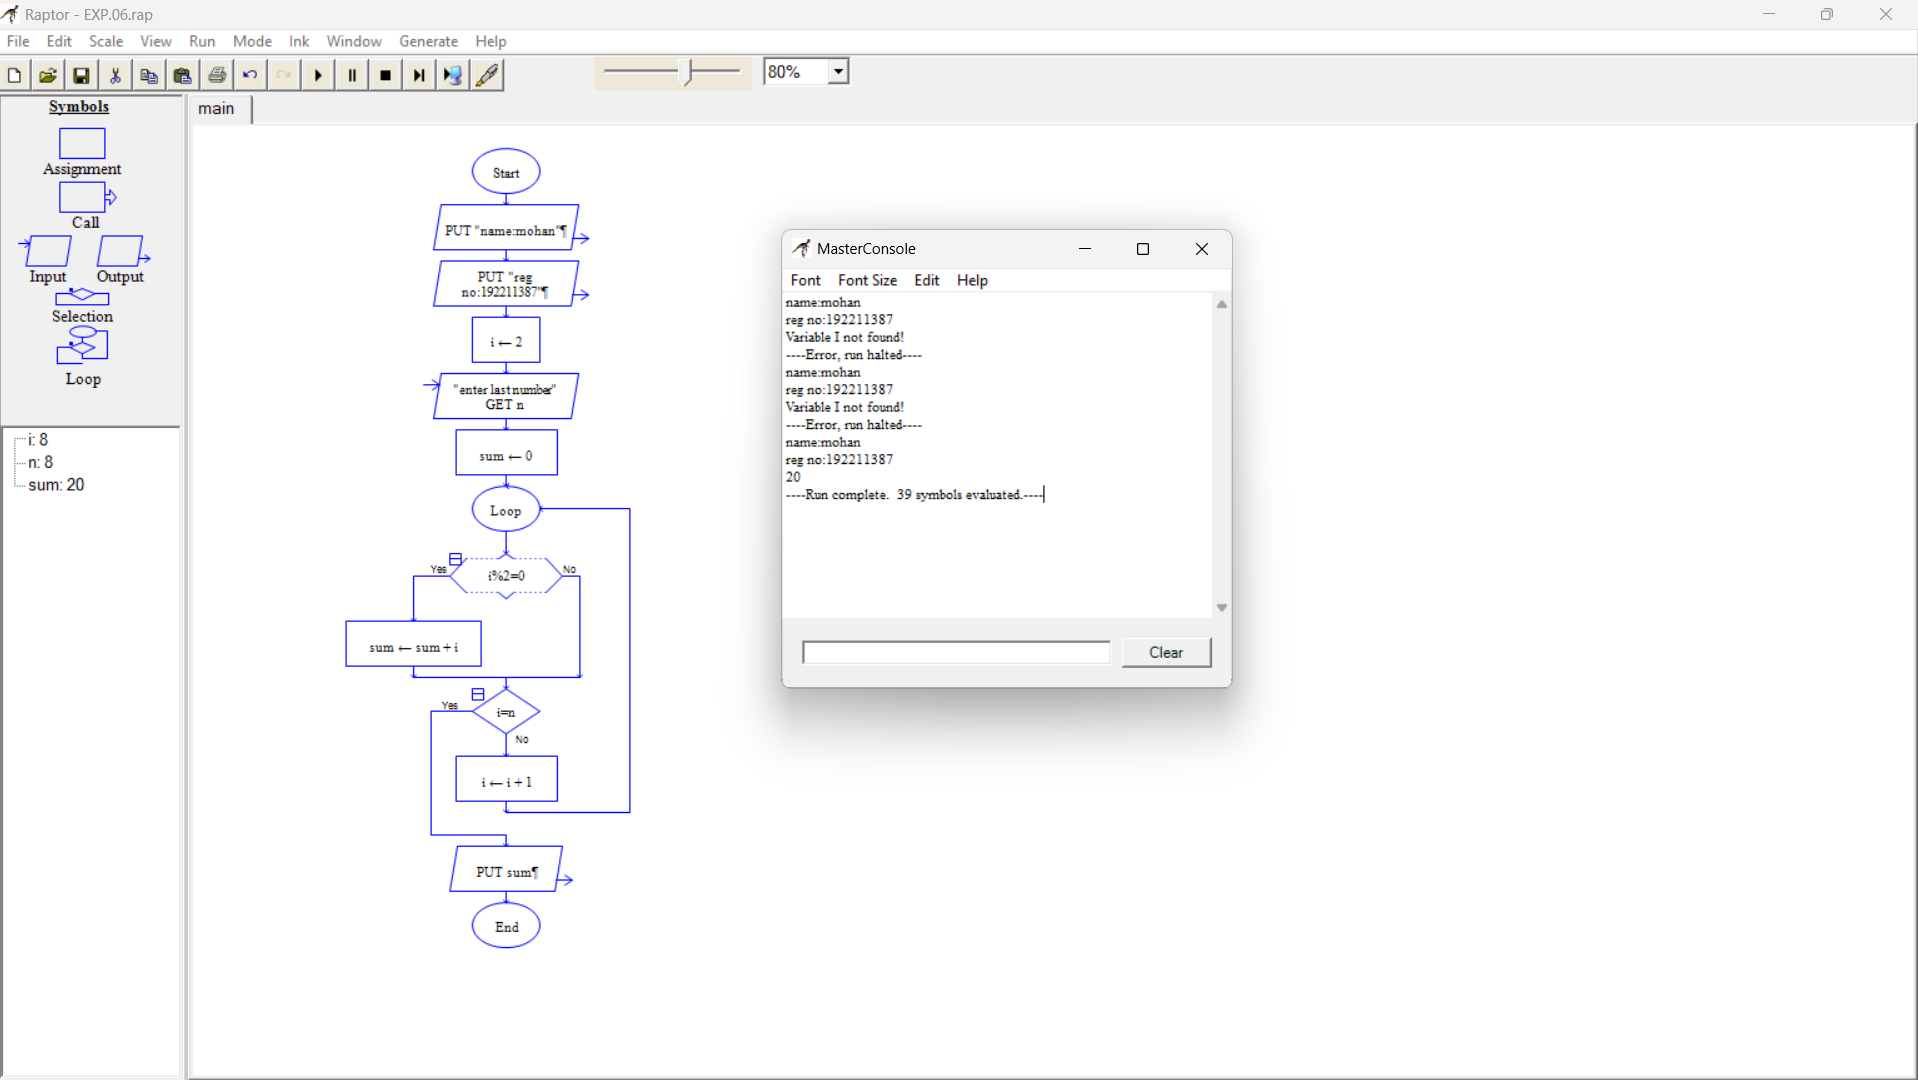 Raptor - EXP.06.rap
File Edit Scale View Run Mode Ink Window Generate Help
80%
Symbols
Assignment
Call
Input Output
Selection
Loop
i: 8
n: 8
sum: 20
main
Start
PUT "name:mohan"¶
PUT "reg
no:192211387"¶
i ← 2
"enter last number"
GET n
sum ← 0
Loop
Yes i%2=0 No
sum ← sum + i
Yes i=n
No
i ← i + 1
PUT sum¶
End
MasterConsole
Font Font Size Edit Help
name:mohan
reg no:192211387
Variable I not found!
----Error, run halted----
name:mohan
reg no:192211387
Variable I not found!
----Error, run halted----
name:mohan
reg no:192211387
20
----Run complete.  39 symbols evaluated.----
Clear